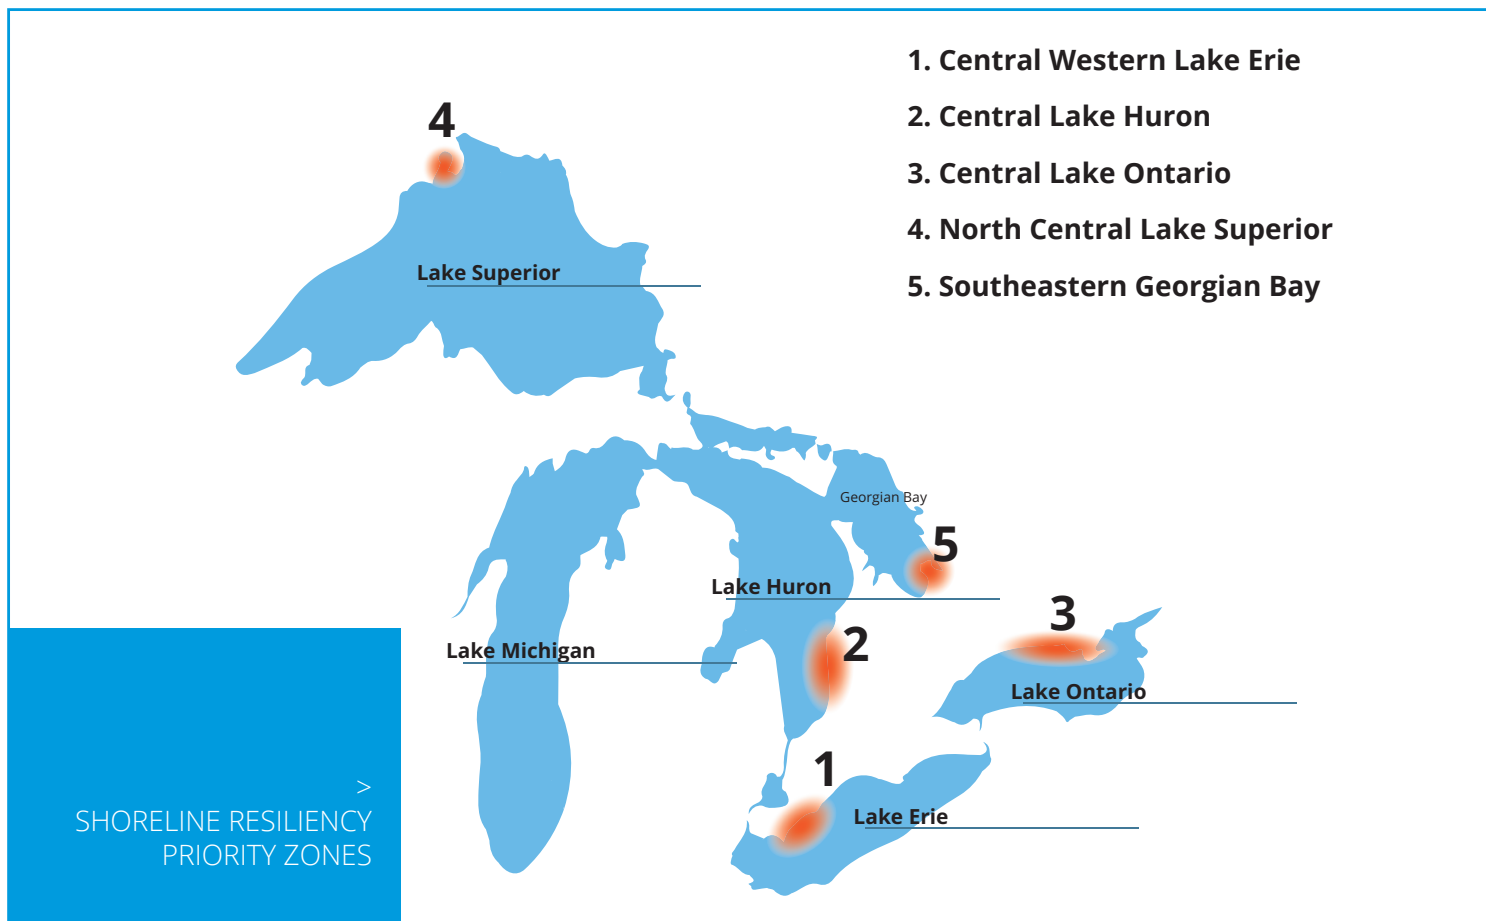 1. Central Western Lake Erie
2. Central Lake Huron
3. Central Lake Ontario
4. North Central Lake Superior
5. Southeastern Georgian Bay
4
Lake Superior
Georgian Bay
5
Lake Huron
3
2
Lake Michigan
Lake Ontario
1
Lake Erie
>
SHORELINE RESILIENCY
PRIORITY ZONES